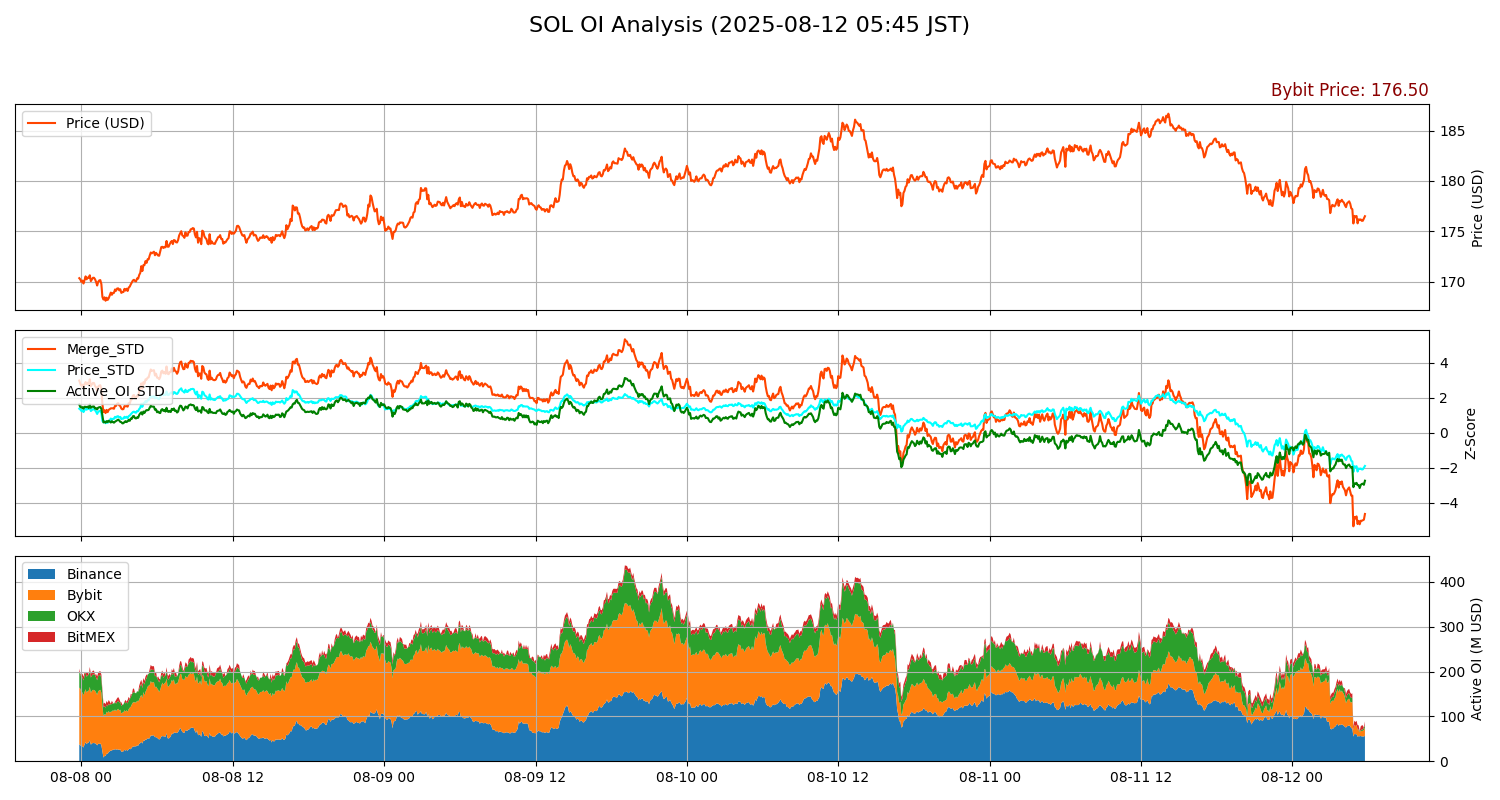 SOL OI Analysis (2025-08-12 05:45 JST)
Bybit Price: 176.50
Price (USD)
185
180
175
170
Price (USD)
Merge_STD
Price_STD
Active_OI_STD
4
2
0
−2
−4
Z-Score
Binance
Bybit
OKX
BitMEX
400
300
200
100
0
Active OI (M USD)
08-08 00 08-08 12 08-09 00 08-09 12 08-10 00 08-10 12 08-11 00 08-11 12 08-12 00